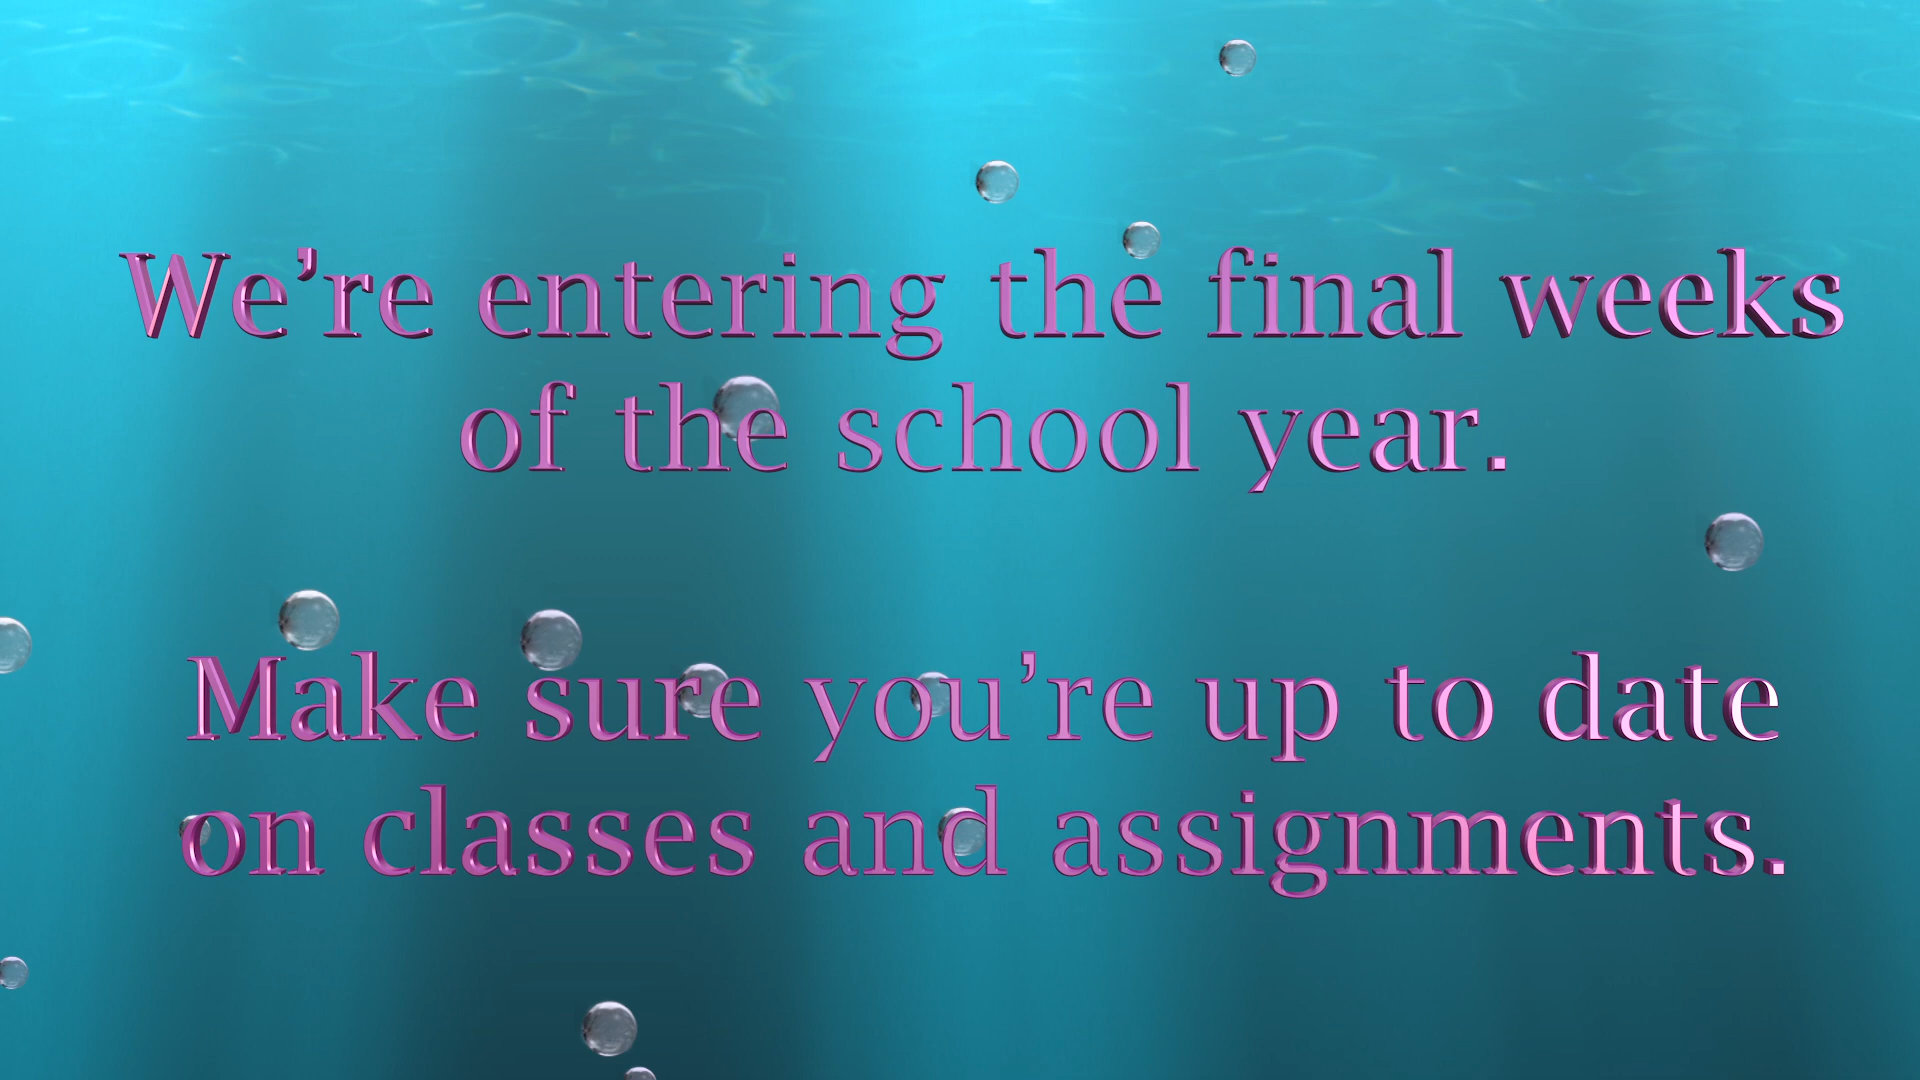 We’re entering the final weeks
of the school year.
Make sure you’re up to date
on classes and assignments.